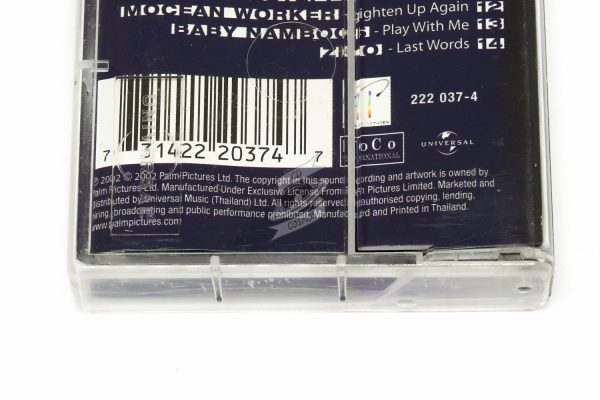 MOCEAN WORKER - Tighten Up Again 12
BABY NAMBOOS - Play With Me 13
- Last Words 14
222 037-4
UNIVERSAL
7 31422 20374 7
℗ 2002 © 2002 Palm Pictures Ltd. The copyright in this sound recording and artwork is owned by
Palm Pictures Ltd. Manufactured Under Exclusive License From Palm Pictures Limited. Marketed and
Distributed by Universal Music (Thailand) Ltd. All rights reserved. Unauthorised copying, lending,
hiring, broadcasting and public performance prohibited. Manufactured and Printed in Thailand.
www.palmpictures.com